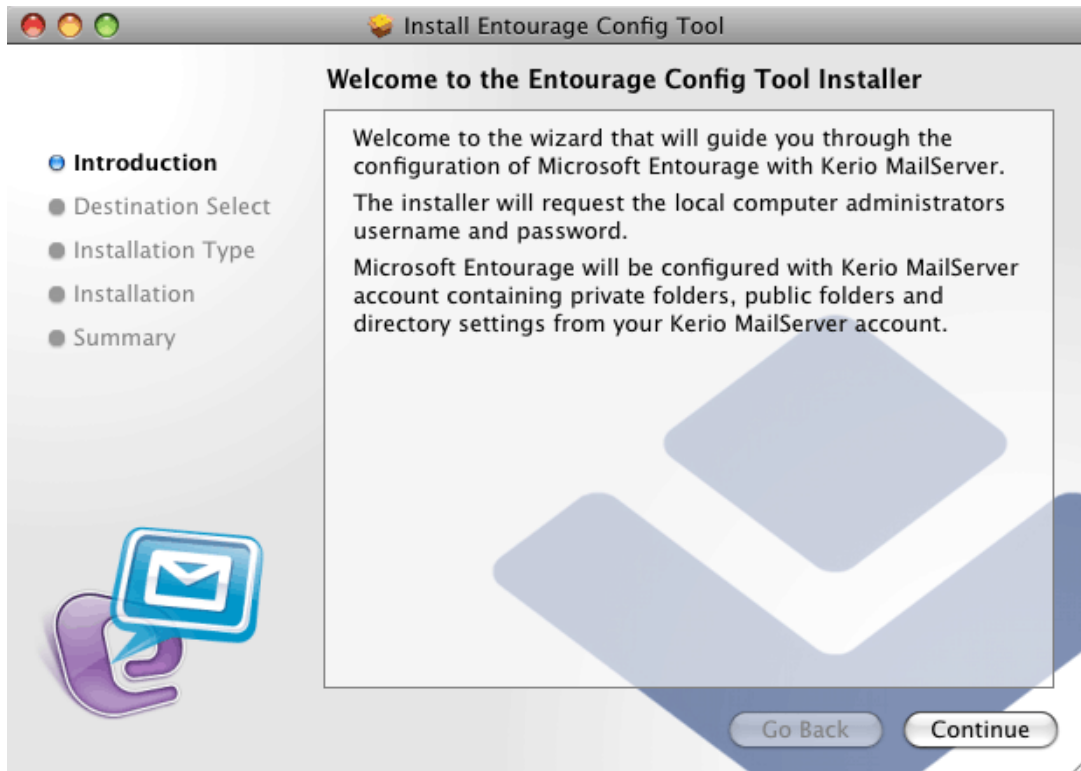 Install Entourage Config Tool
Welcome to the Entourage Config Tool Installer
Introduction
Destination Select
Installation Type
Installation
Summary
Welcome to the wizard that will guide you through the
configuration of Microsoft Entourage with Kerio MailServer.
The installer will request the local computer administrators
username and password.
Microsoft Entourage will be configured with Kerio MailServer
account containing private folders, public folders and
directory settings from your Kerio MailServer account.
Go Back
Continue